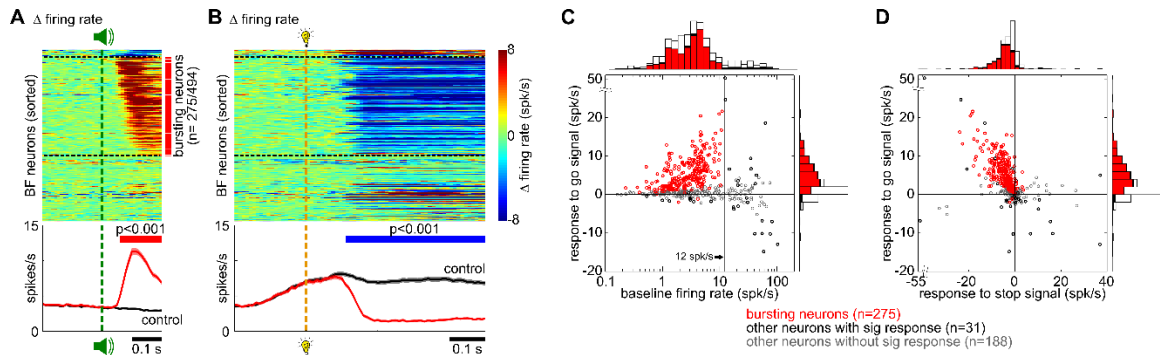 A
Δ firing rate
BF neurons (sorted)
bursting neurons
(n= 275/494)
15
p<0.001
spikes/s
control
0
0.1 s
B
Δ firing rate
BF neurons (sorted)
8
0
-8
Δ firing rate (spk/s)
15
p<0.001
spikes/s
control
0
0.1 s
C
50
20
10
0
-10
-20
response to go signal (spk/s)
12 spk/s
0.1 1 10 100
baseline firing rate (spk/s)
D
50
20
10
0
-10
-20
response to go signal (spk/s)
-55 -20 0 20 40
response to stop signal (spk/s)
bursting neurons (n=275)
other neurons with sig response (n=31)
other neurons without sig response (n=188)